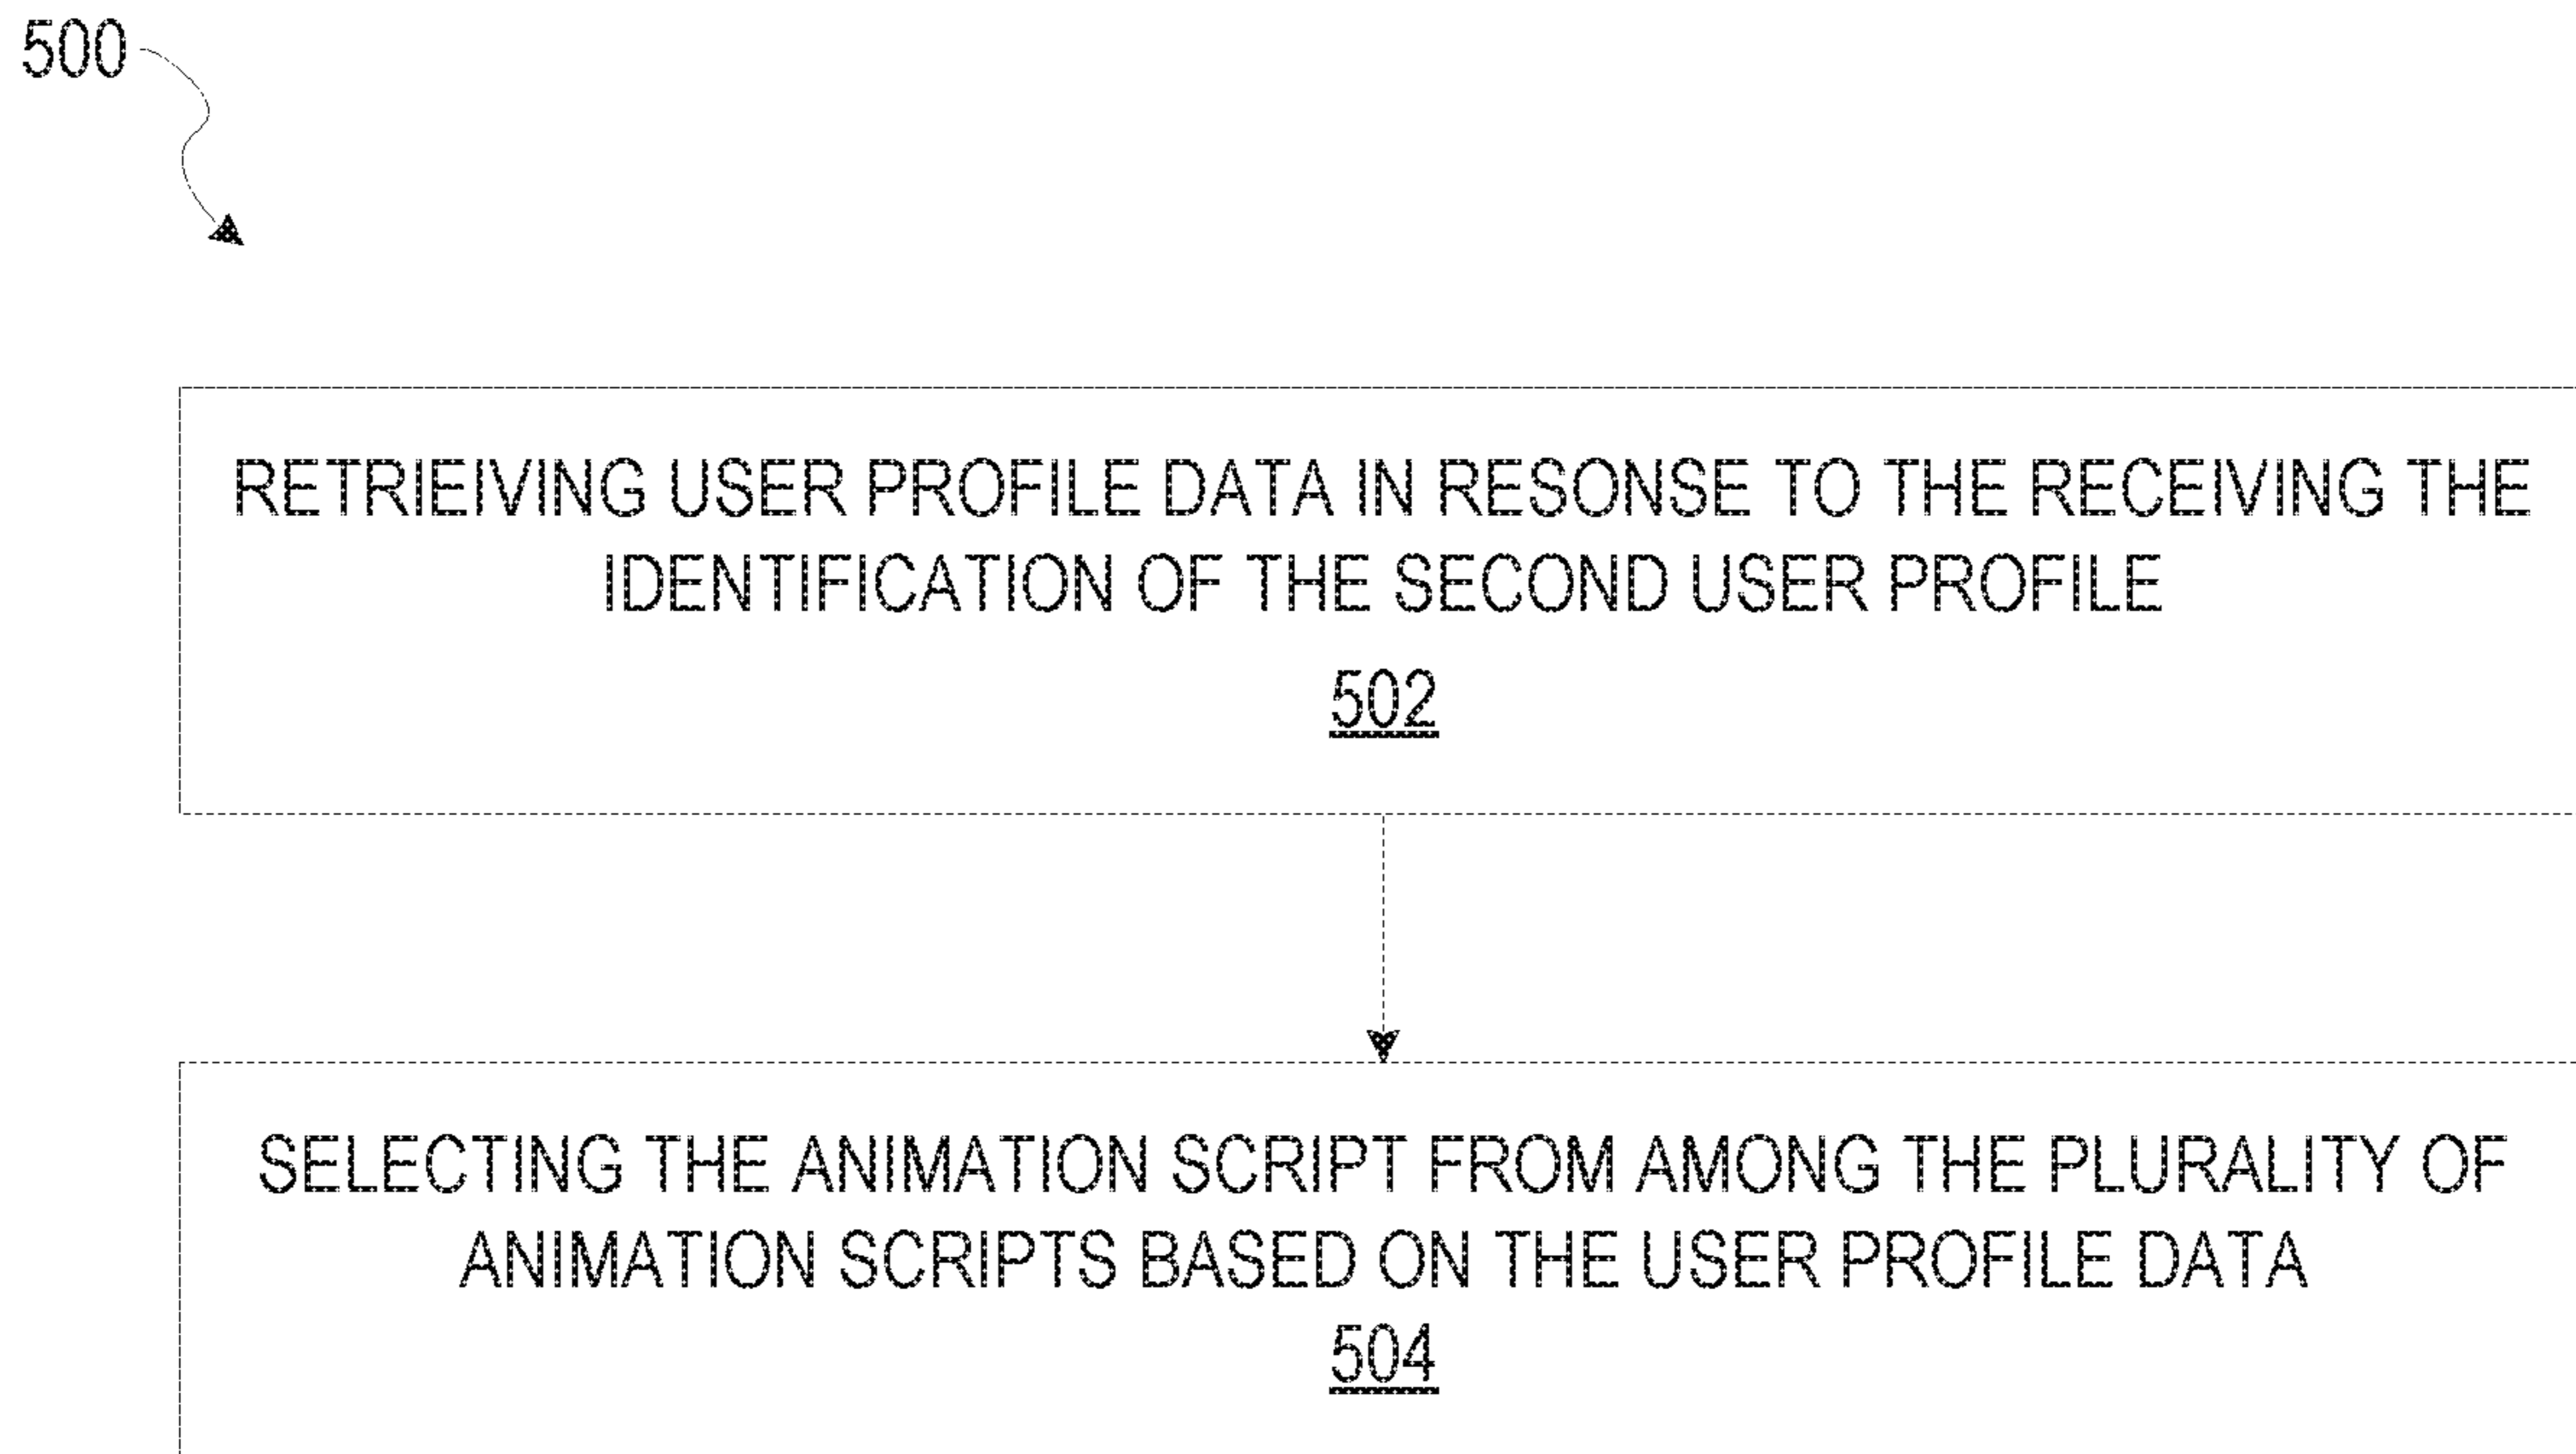 500
RETRIEIVING USER PROFILE DATA IN RESONSE TO THE RECEIVING THE
IDENTIFICATION OF THE SECOND USER PROFILE
502
SELECTING THE ANIMATION SCRIPT FROM AMONG THE PLURALITY OF
ANIMATION SCRIPTS BASED ON THE USER PROFILE DATA
504